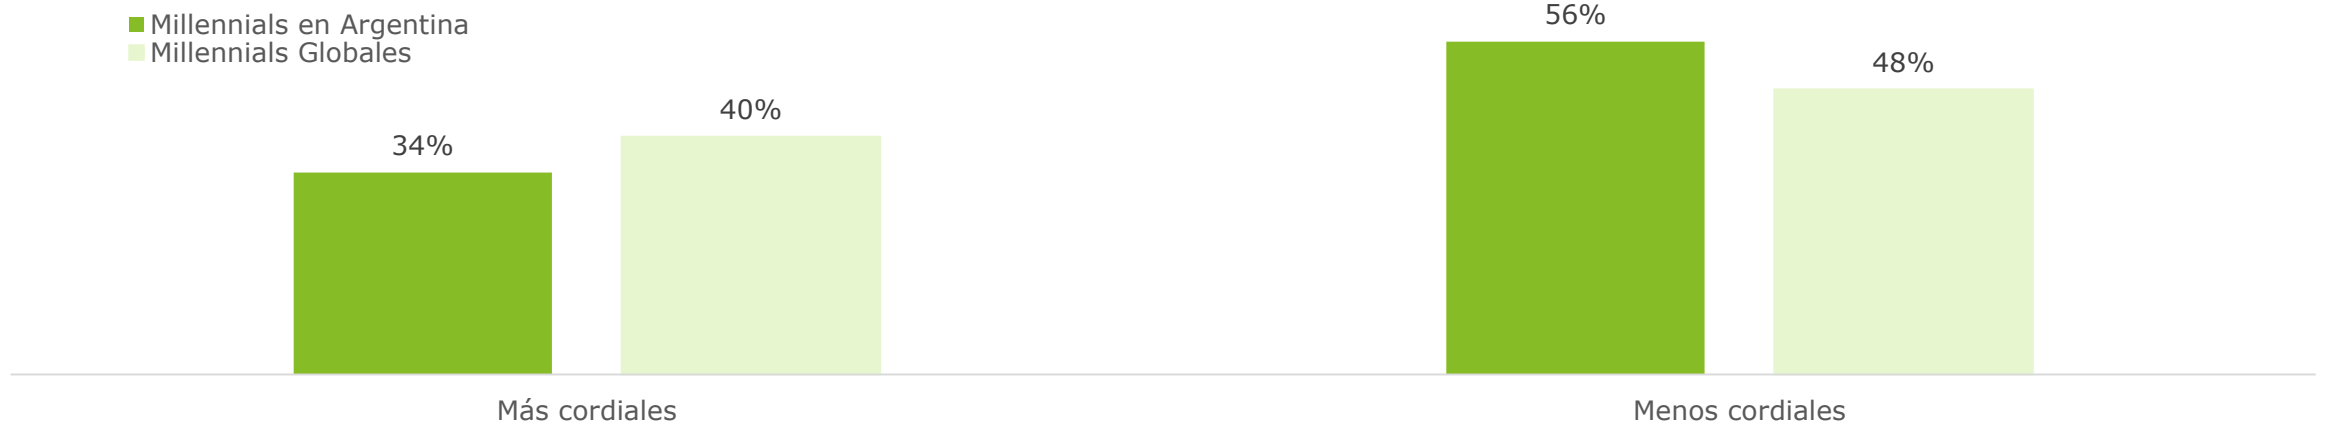 Millennials en Argentina
Millennials Globales
56%
48%
40%
34%
Más cordiales
Menos cordiales